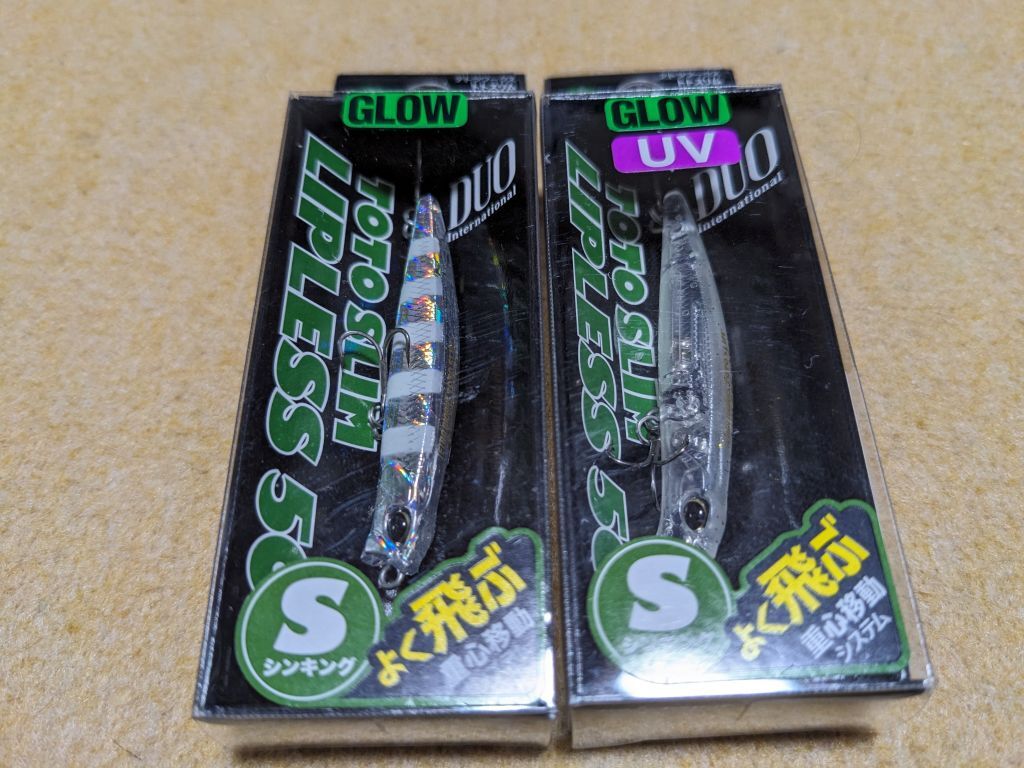 GLOW
DUO
International
TOTO SLIM
LIPLESS 5
S
シンキング
よく飛ぶ
重心移動
GLOW
UV
DUO
International
TOTO SLIM
LIPLESS 5
S
よく飛ぶ
重心移動
システム